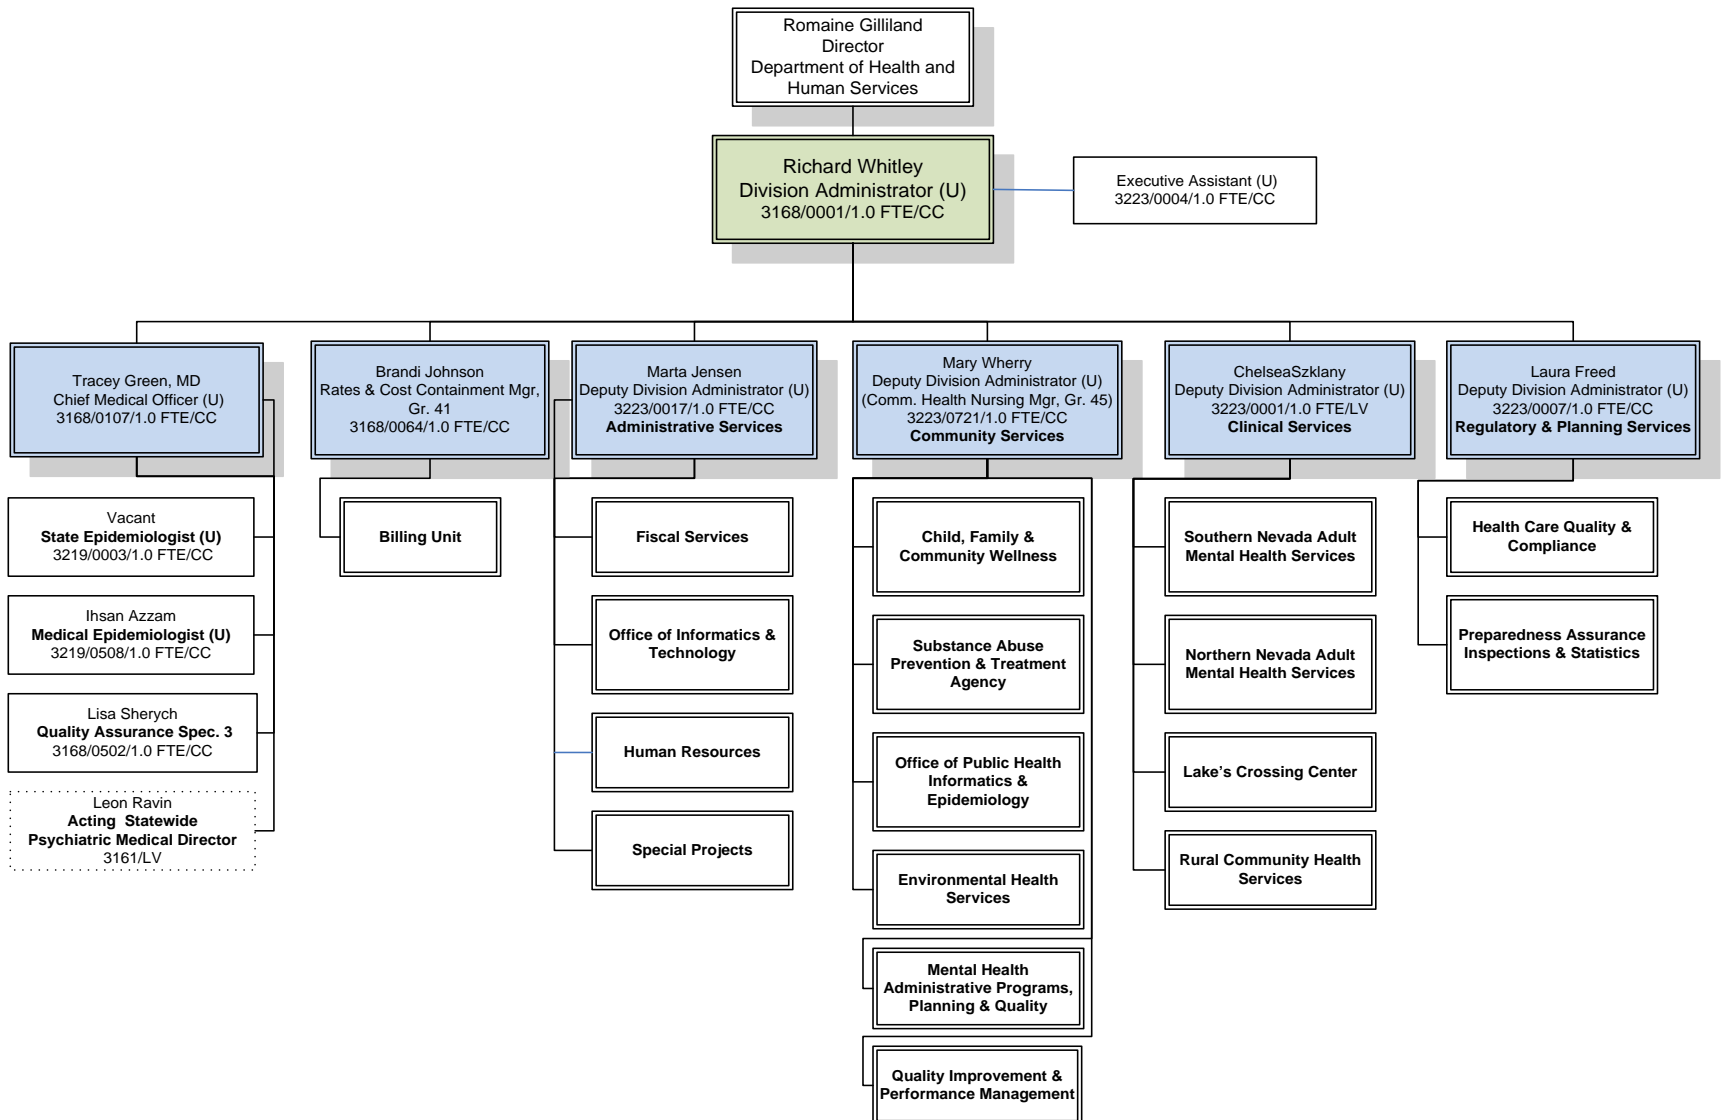 Romaine Gilliland
Director
Department of Health and
Human Services
Richard Whitley
Division Administrator (U)
3168/0001/1.0 FTE/CC
Executive Assistant (U)
3223/0004/1.0 FTE/CC
Tracey Green, MD
Chief Medical Officer (U)
3168/0107/1.0 FTE/CC
Brandi Johnson
Rates & Cost Containment Mgr,
Gr. 41
3168/0064/1.0 FTE/CC
Marta Jensen
Deputy Division Administrator (U)
3223/0017/1.0 FTE/CC
Administrative Services
Mary Wherry
Deputy Division Administrator (U)
(Comm. Health Nursing Mgr, Gr. 45)
3223/0721/1.0 FTE/CC
Community Services
ChelseaSzklany
Deputy Division Administrator (U)
3223/0001/1.0 FTE/LV
Clinical Services
Laura Freed
Deputy Division Administrator (U)
3223/0007/1.0 FTE/CC
Regulatory & Planning Services
Vacant
State Epidemiologist (U)
3219/0003/1.0 FTE/CC
Ihsan Azzam
Medical Epidemiologist (U)
3219/0508/1.0 FTE/CC
Lisa Sherych
Quality Assurance Spec. 3
3168/0502/1.0 FTE/CC
Leon Ravin
Acting  Statewide
Psychiatric Medical Director
3161/LV
Billing Unit
Fiscal Services
Office of Informatics &
Technology
Human Resources
Special Projects
Child, Family &
Community Wellness
Substance Abuse
Prevention & Treatment
Agency
Office of Public Health
Informatics &
Epidemiology
Environmental Health
Services
Mental Health
Administrative Programs,
Planning & Quality
Quality Improvement &
Performance Management
Southern Nevada Adult
Mental Health Services
Northern Nevada Adult
Mental Health Services
Lake's Crossing Center
Rural Community Health
Services
Health Care Quality &
Compliance
Preparedness Assurance
Inspections & Statistics